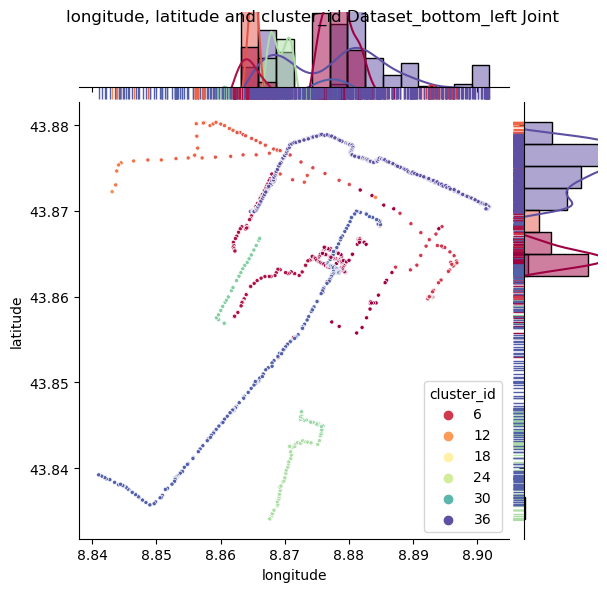 longitude, latitude and cluster_id Dataset_bottom_left Joint
43.88
43.87
43.86
43.85
43.84
latitude
cluster_id
6
12
18
24
30
36
8.84 8.85 8.86 8.87 8.88 8.89 8.90
longitude